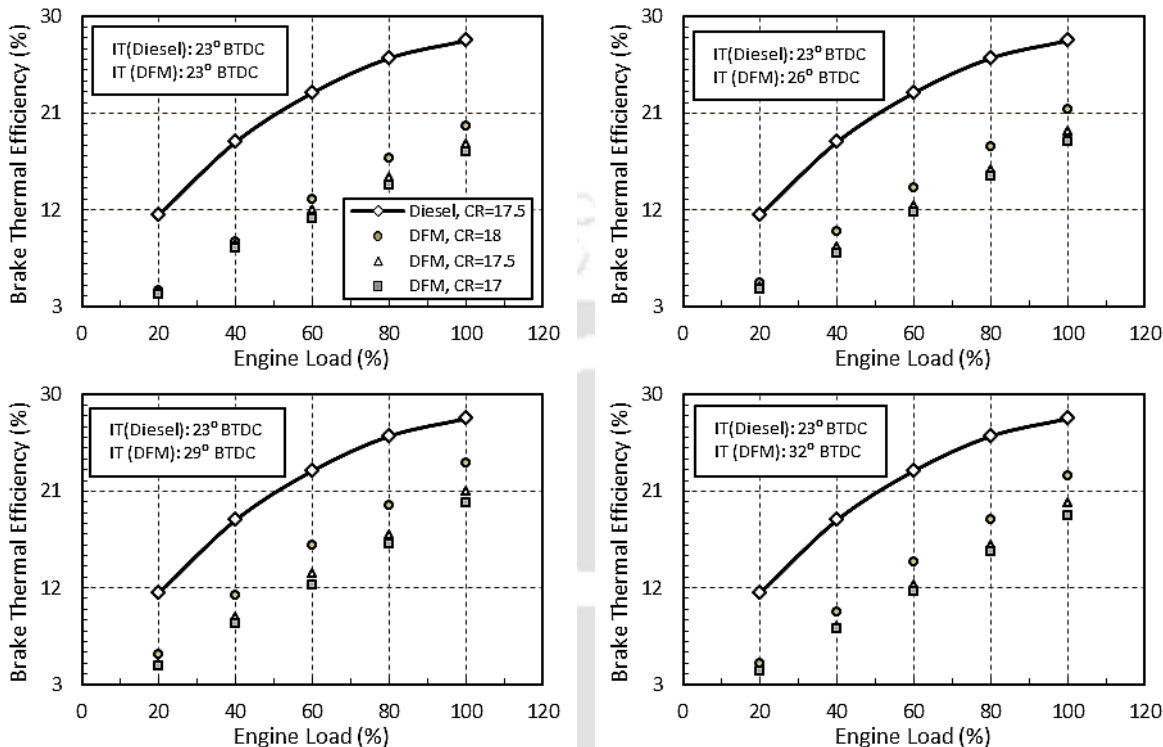 30
21
12
3
Brake Thermal Efficiency (%)
IT(Diesel): 23° BTDC
IT (DFM): 23° BTDC
Diesel, CR=17.5
DFM, CR=18
DFM, CR=17.5
DFM, CR=17
0 20 40 60 80 100 120
Engine Load (%)
30
21
12
3
Brake Thermal Efficiency (%)
IT(Diesel): 23° BTDC
IT (DFM): 26° BTDC
0 20 40 60 80 100 120
Engine Load (%)
30
21
12
3
Brake Thermal Efficiency (%)
IT(Diesel): 23° BTDC
IT (DFM): 29° BTDC
0 20 40 60 80 100 120
Engine Load (%)
30
21
12
3
Brake Thermal Efficiency (%)
IT(Diesel): 23° BTDC
IT (DFM): 32° BTDC
0 20 40 60 80 100 120
Engine Load (%)